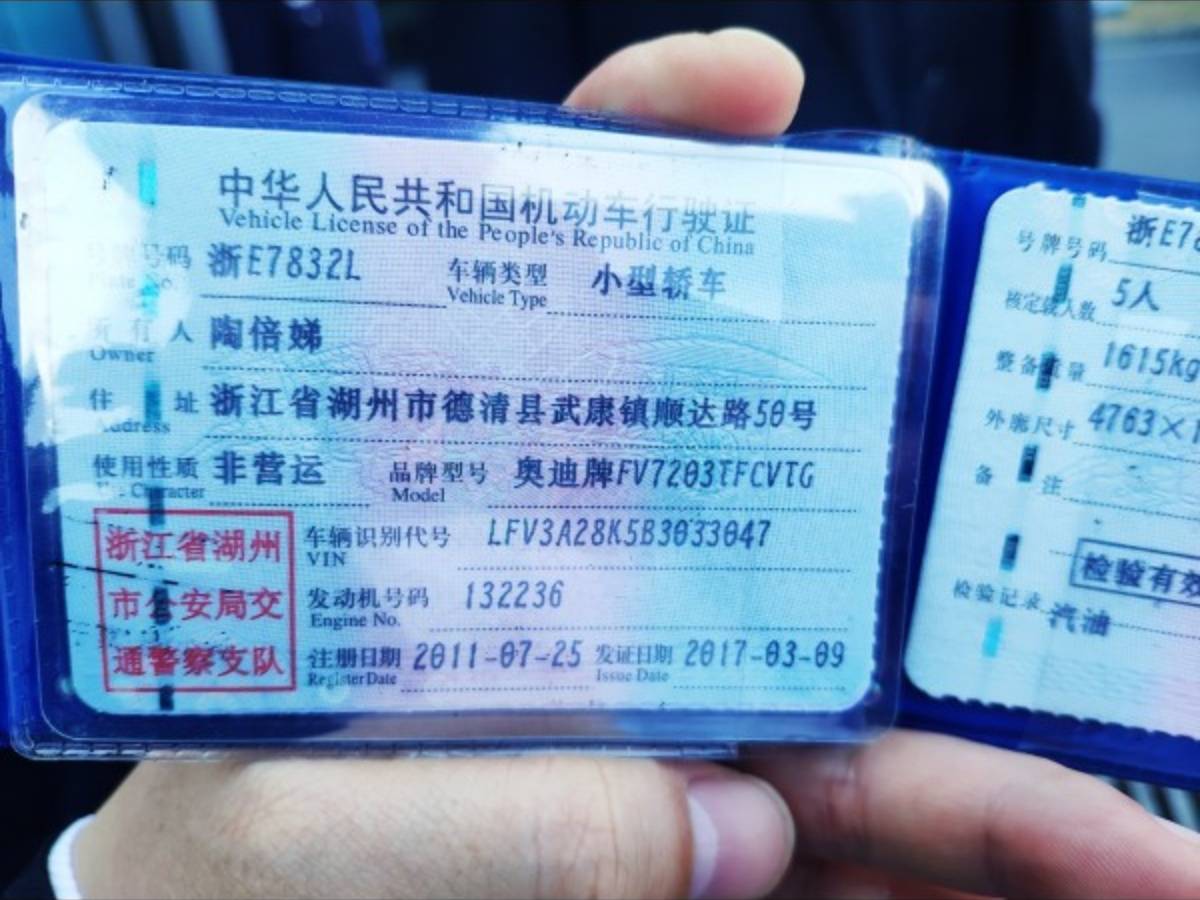 中华人民共和国机动车行驶证
Vehicle License of the People's Republic of China
号牌号码 浙E7832L 车辆类型 小型轿车
Plate No. Vehicle Type
所有人 陶倍娣
Owner
住址 浙江省湖州市德清县武康镇顺达路50号
Address
使用性质 非营运 品牌型号 奥迪牌FV7203TFCVTG
Character Model
浙江省湖州
市公安局交
通警察支队
车辆识别代号 LFV3A28K5B3033047
VIN
发动机号码 132236
Engine No.
注册日期 2011-07-25 发证日期 2017-03-09
Register Date Issue Date
号牌号码 浙E78
核定载人数 5人
整备质量 1615kg
外廓尺寸 4763×1
备注
检验有效
检验记录 汽油